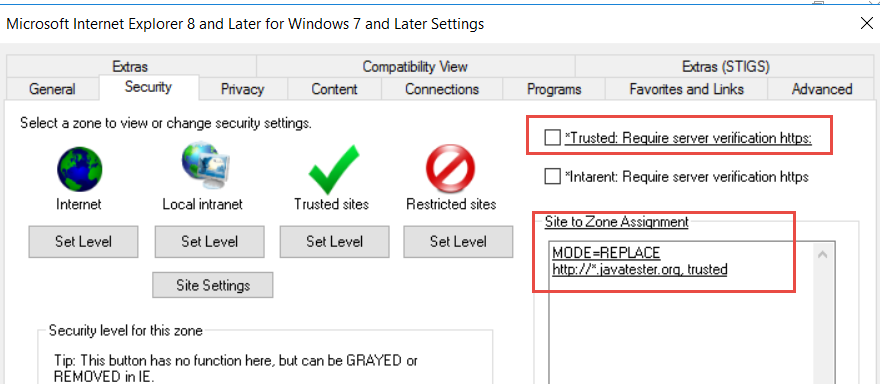 Microsoft Internet Explorer 8 and Later for Windows 7 and Later Settings
Extras Compatibility View Extras (STIGS)
General Security Privacy Content Connections Programs Favorites and Links Advanced
Select a zone to view or change security settings.
*Trusted: Require server verification https:
*Intarent: Require server verification https
Internet Local intranet Trusted sites Restricted sites
Set Level Set Level Set Level Set Level
Site Settings
Site to Zone Assignment
MODE=REPLACE
http://*.javatester.org, trusted
Security level for this zone
Tip: This button has no function here, but can be GRAYED or
REMOVED in IE.